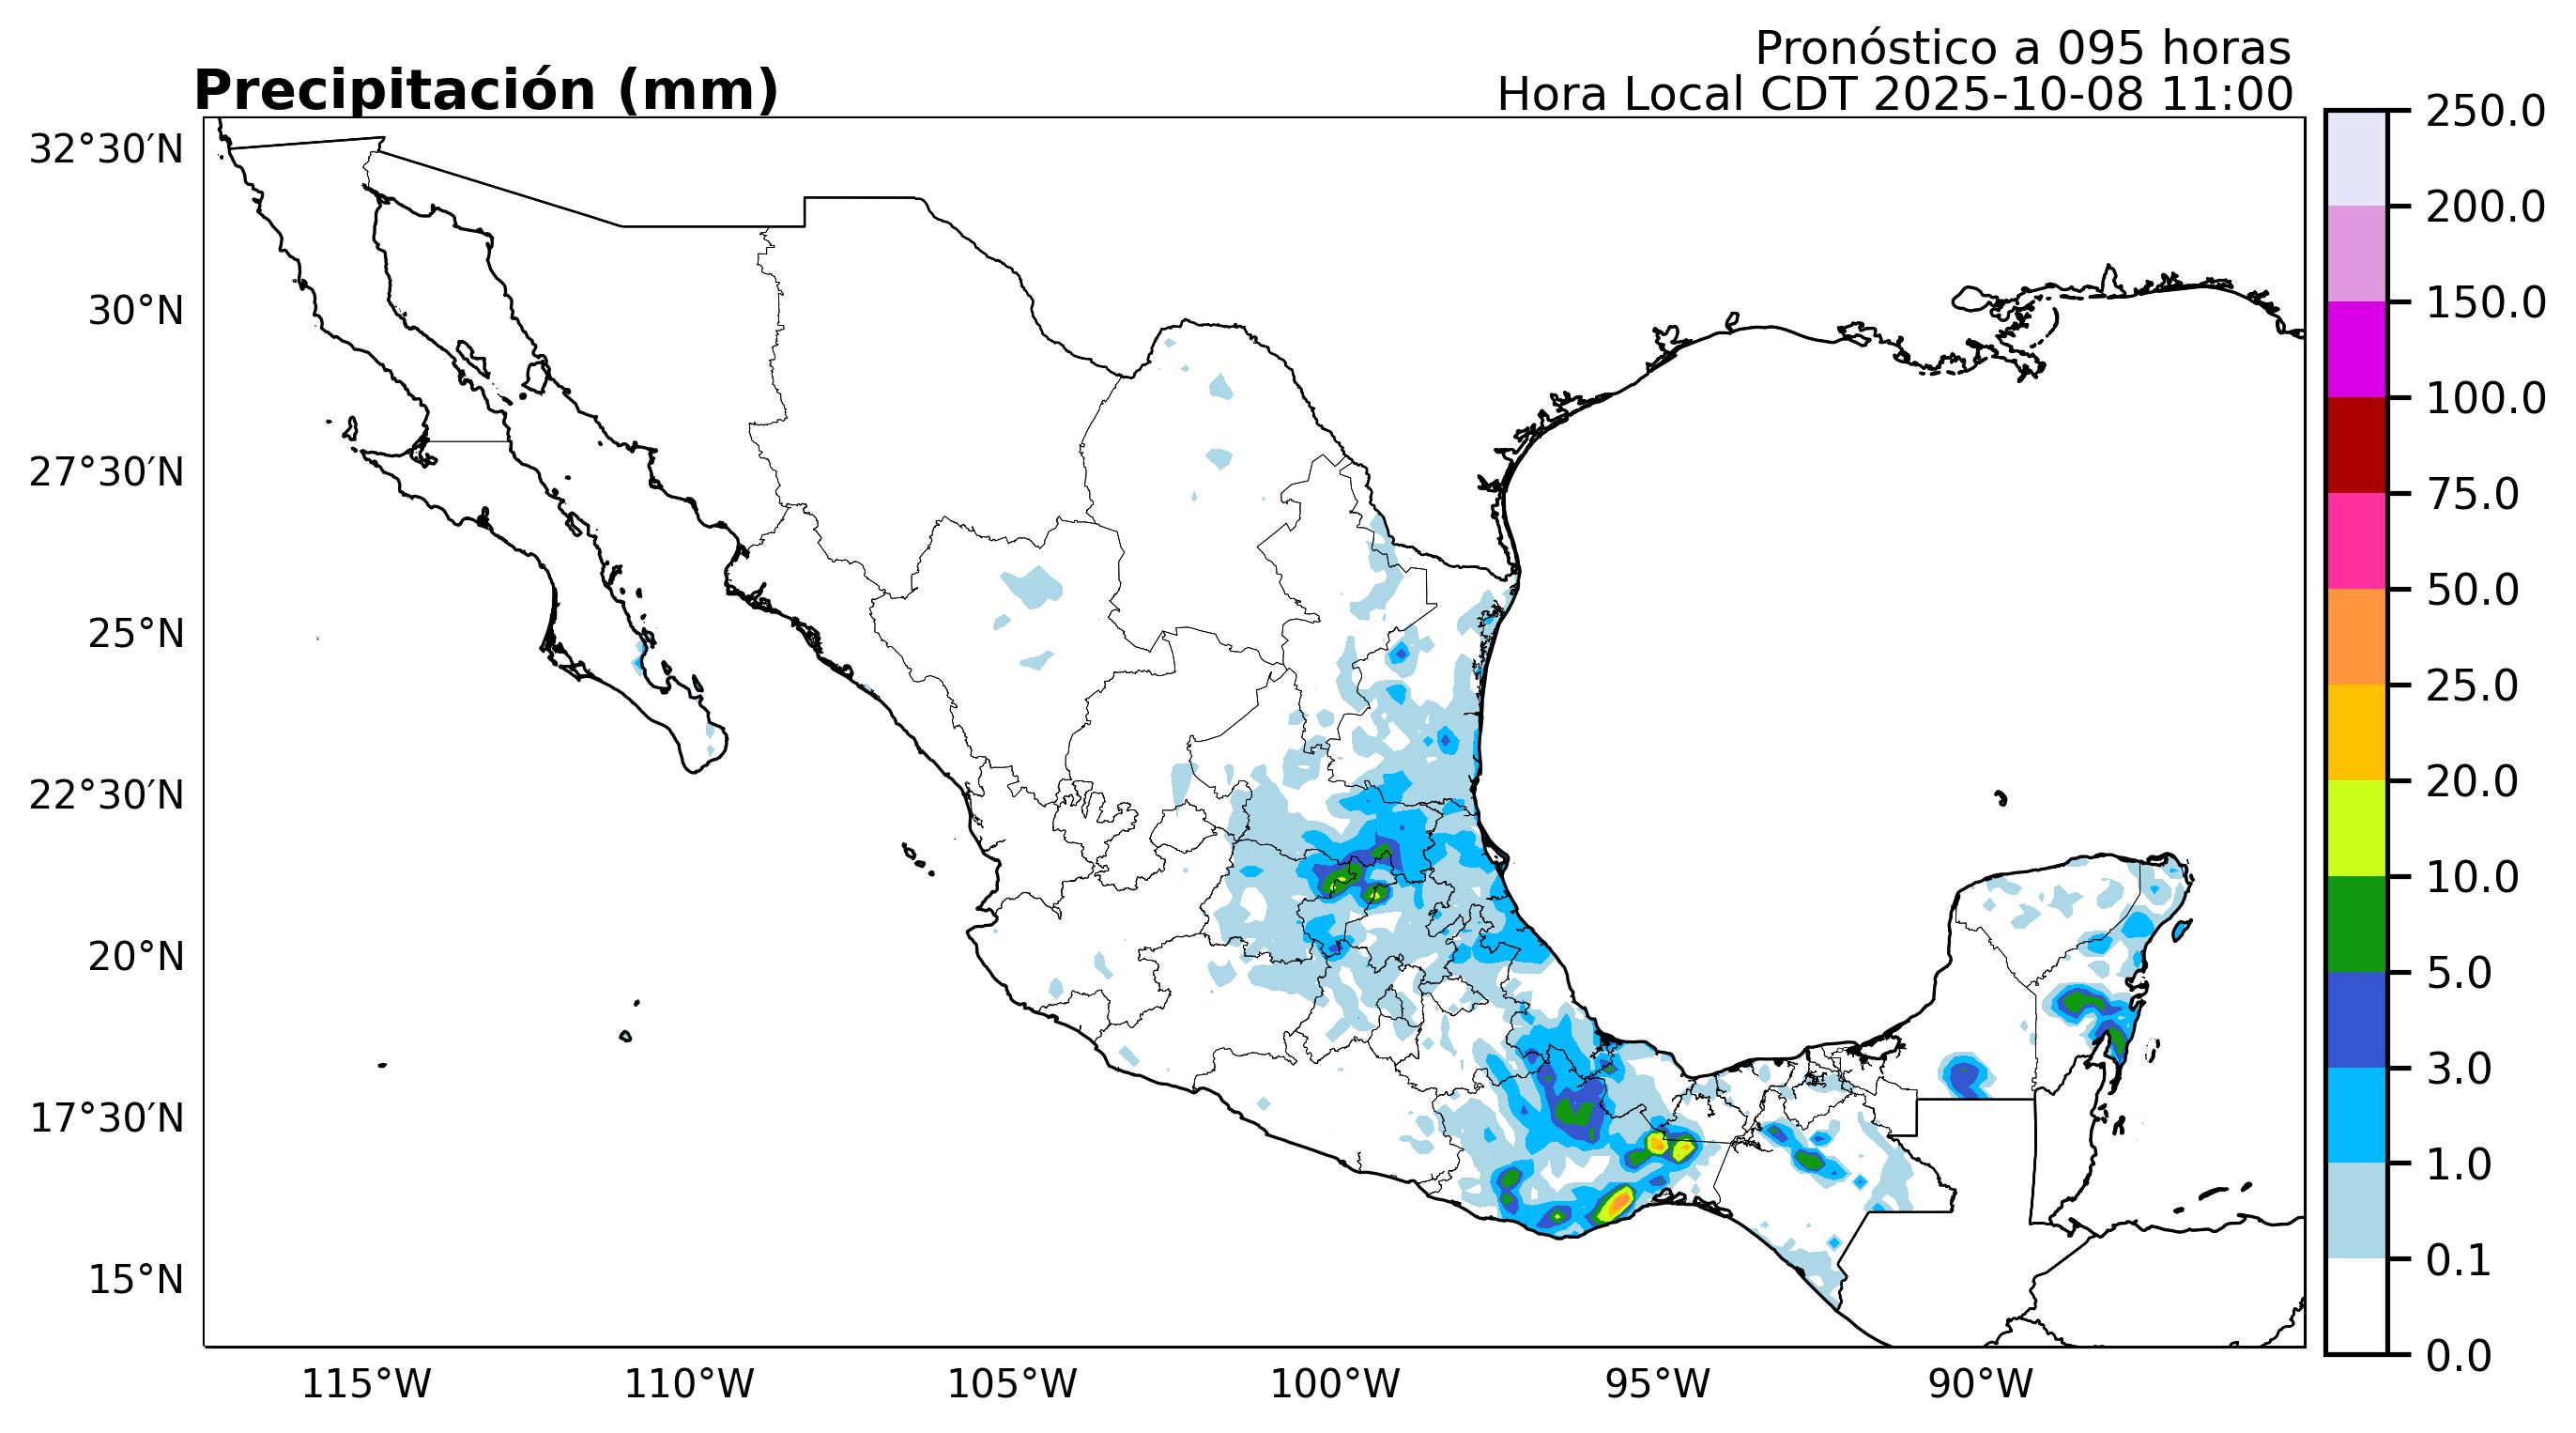 Pronóstico a 095 horas
Precipitación (mm)
Hora Local CDT 2025-10-08 11:00
32°30′N
30°N
27°30′N
25°N
22°30′N
20°N
17°30′N
15°N
115°W
110°W
105°W
100°W
95°W
90°W
250.0
200.0
150.0
100.0
75.0
50.0
25.0
20.0
10.0
5.0
3.0
1.0
0.1
0.0